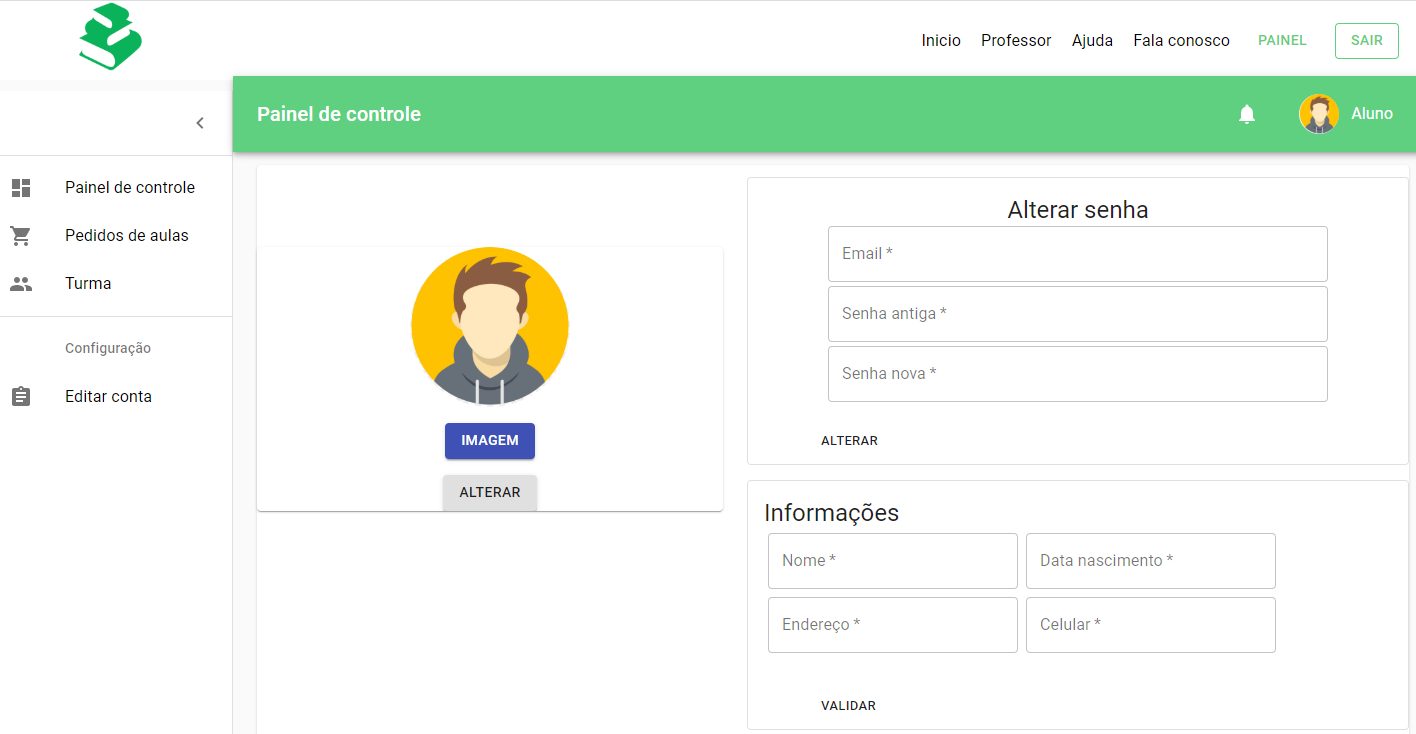 Inicio Professor Ajuda Fala conosco PAINEL SAIR
Painel de controle
Aluno
Painel de controle
Pedidos de aulas
Turma
Configuração
Editar conta
IMAGEM
ALTERAR
Alterar senha
Email *
Senha antiga *
Senha nova *
ALTERAR
Informações
Nome * Data nascimento *
Endereço * Celular *
VALIDAR